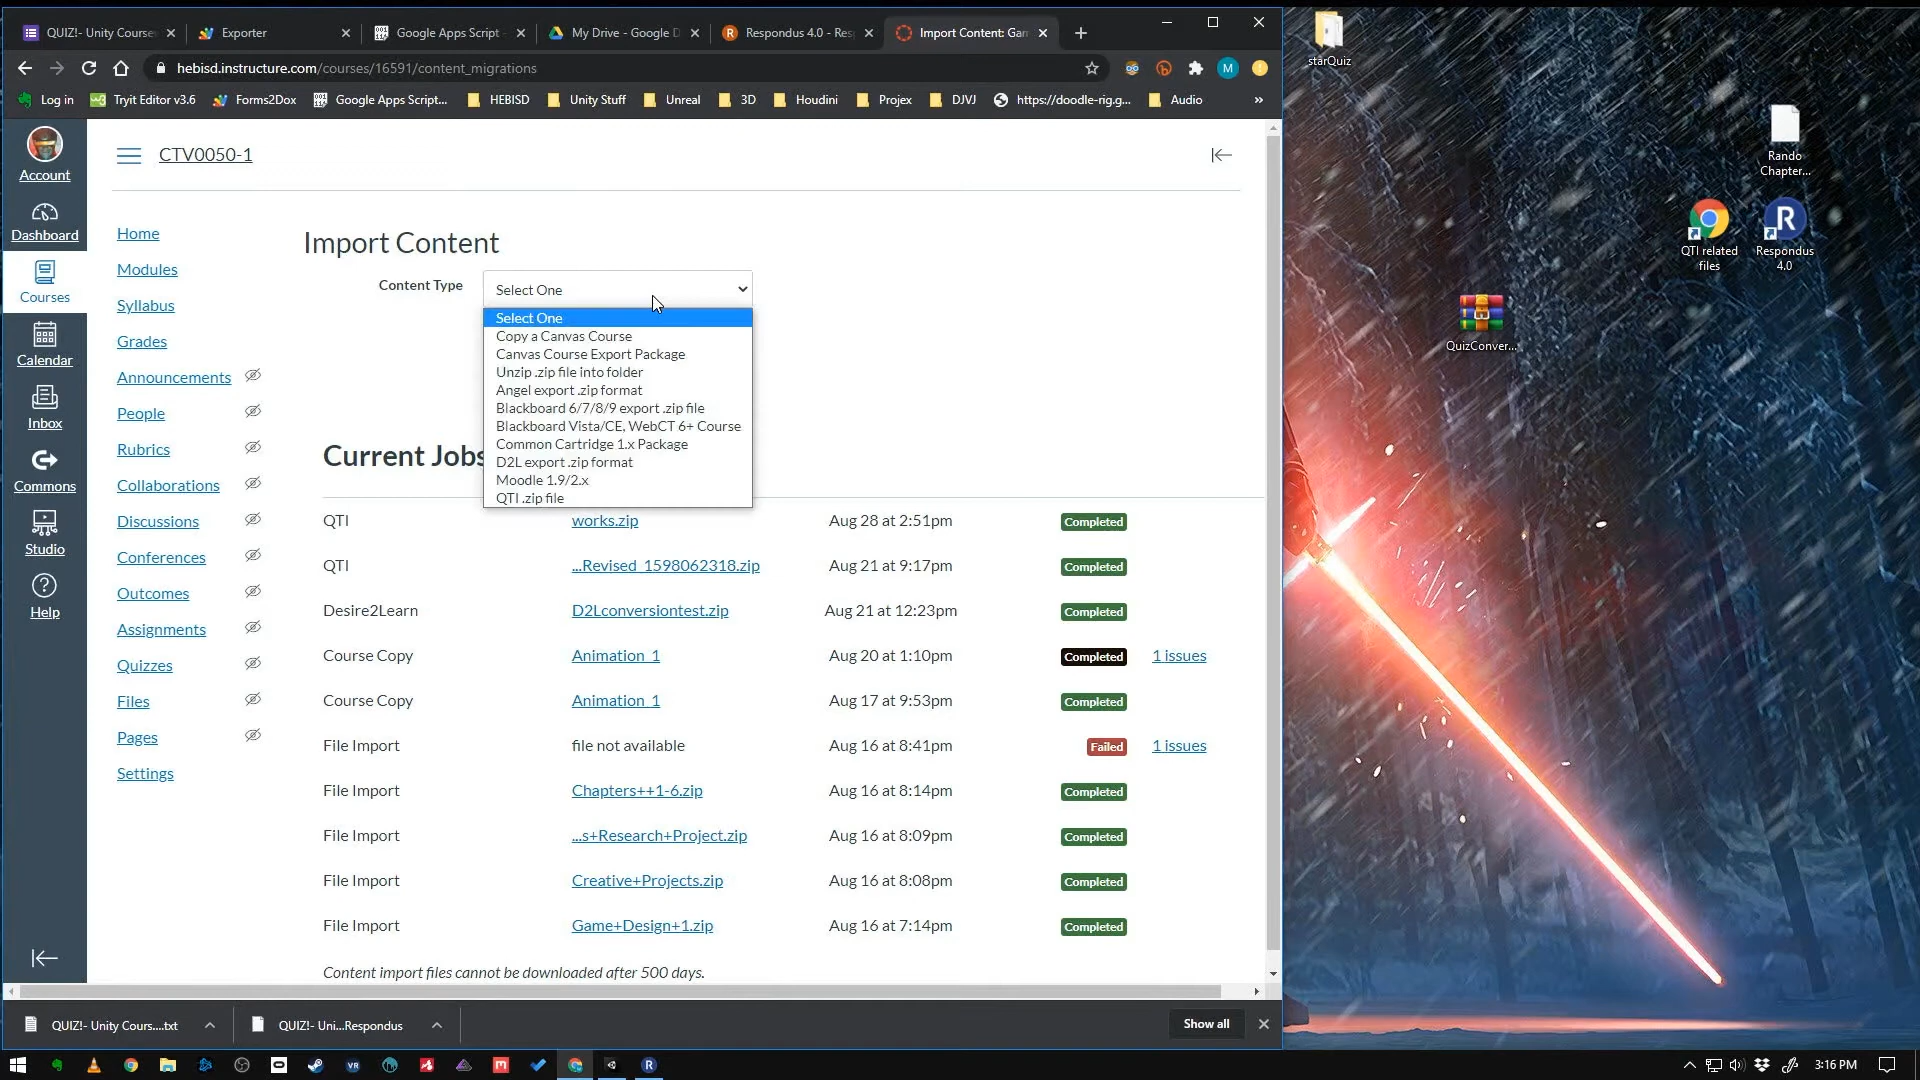 QUIZ!- Unity Course
Exporter
Google Apps Script -
My Drive - Google D
Respondus 4.0 - Res
Import Content: Gam
hebisd.instructure.com/courses/16591/content_migrations
M
Log in
Tryit Editor v3.6
Forms2Dox
Google Apps Script...
HEBISD
Unity Stuff
Unreal
3D
Houdini
Projex
DJVJ
https://doodle-rig.g...
Audio
»
Account
Dashboard
Courses
Calendar
Inbox
Commons
Studio
Help
CTV0050-1
Home
Modules
Syllabus
Grades
Announcements
People
Rubrics
Collaborations
Discussions
Conferences
Outcomes
Assignments
Quizzes
Files
Pages
Settings
Import Content
Content Type
Select One
Select One
Copy a Canvas Course
Canvas Course Export Package
Unzip .zip file into folder
Angel export .zip format
Blackboard 6/7/8/9 export .zip file
Blackboard Vista/CE, WebCT 6+ Course
Common Cartridge 1.x Package
D2L export .zip format
Moodle 1.9/2.x
QTI .zip file
Current Jobs
QTI works.zip Aug 28 at 2:51pm Completed
QTI ...Revised_1598062318.zip Aug 21 at 9:17pm Completed
Desire2Learn D2Lconversiontest.zip Aug 21 at 12:23pm Completed
Course Copy Animation_1 Aug 20 at 1:10pm Completed 1 issues
Course Copy Animation_1 Aug 17 at 9:53pm Completed
File Import file not available Aug 16 at 8:41pm Failed 1 issues
File Import Chapters++1-6.zip Aug 16 at 8:14pm Completed
File Import ...s+Research+Project.zip Aug 16 at 8:09pm Completed
File Import Creative+Projects.zip Aug 16 at 8:08pm Completed
File Import Game+Design+1.zip Aug 16 at 7:14pm Completed
Content import files cannot be downloaded after 500 days.
QUIZ!- Unity Cours....txt
QUIZ!- Uni...Respondus
Show all
starQuiz
Rando
Chapter...
QTI related
files
R
Respondus
4.0
QuizConver...
VR
R
3:16 PM